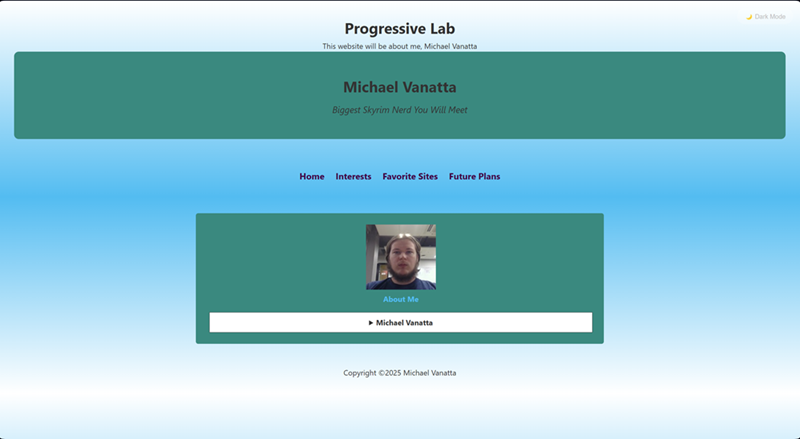 🌙 Dark Mode
Progressive Lab
This website will be about me, Michael Vanatta
Michael Vanatta
Biggest Skyrim Nerd You Will Meet
Home Interests Favorite Sites Future Plans
About Me
▶ Michael Vanatta
Copyright ©2025 Michael Vanatta